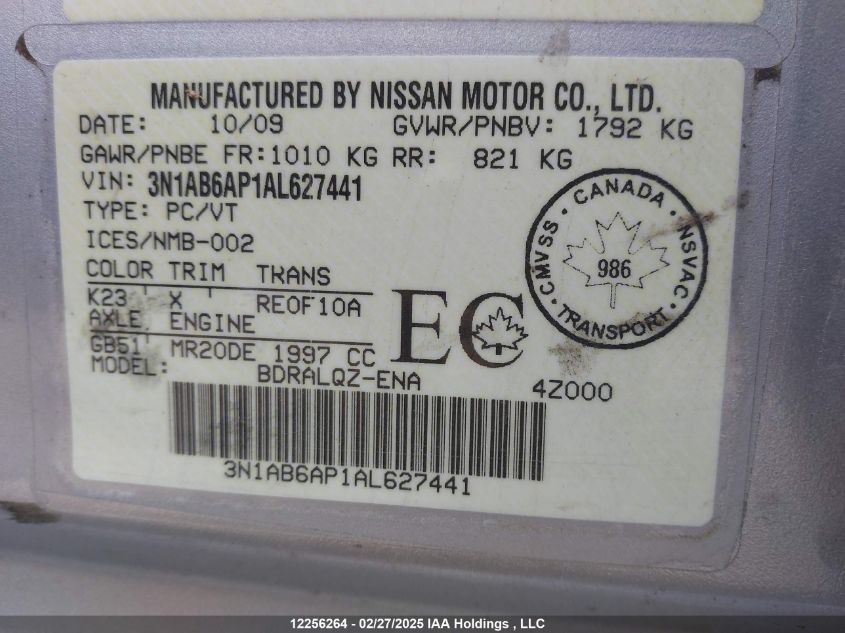 MANUFACTURED BY NISSAN MOTOR CO., LTD.
DATE: 10/09 GVWR/PNBV: 1792 KG
GAWR/PNBE FR:1010 KG RR: 821 KG
VIN: 3N1AB6AP1AL627441
TYPE: PC/VT
ICES/NMB-002
COLOR TRIM TRANS
K23 X RE0F10A
AXLE ENGINE
GB51 MR20DE 1997 CC
MODEL: BDRALQZ-ENA
4Z000
EC
CANADA · NSVAC · TRANSPORT · CMVSS ·
986
3N1AB6AP1AL627441
12256264 - 02/27/2025 IAA Holdings , LLC